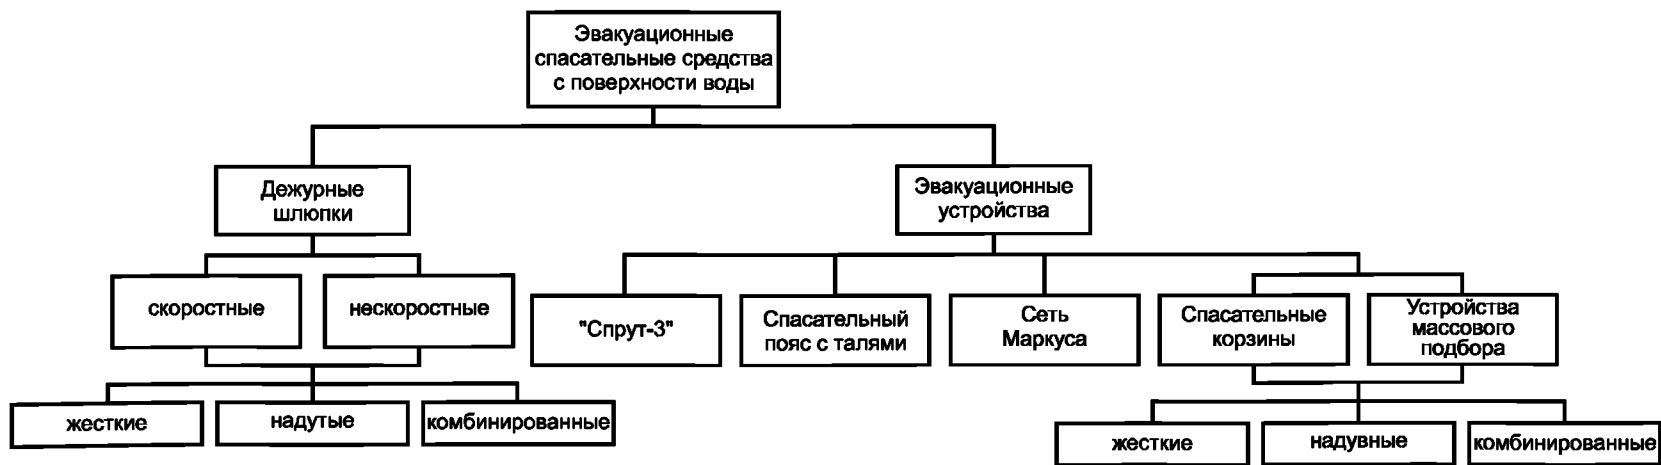 Эвакуационные
спасательные средства
с поверхности воды
Дежурные
шлюпки
Эвакуационные
устройства
скоростные
нескоростные
"Спрут-3"
Спасательный
пояс с талями
Сеть
Маркуса
Спасательные
корзины
Устройства
массового
подбора
жесткие
надутые
комбинированные
жесткие
надувные
комбинированные